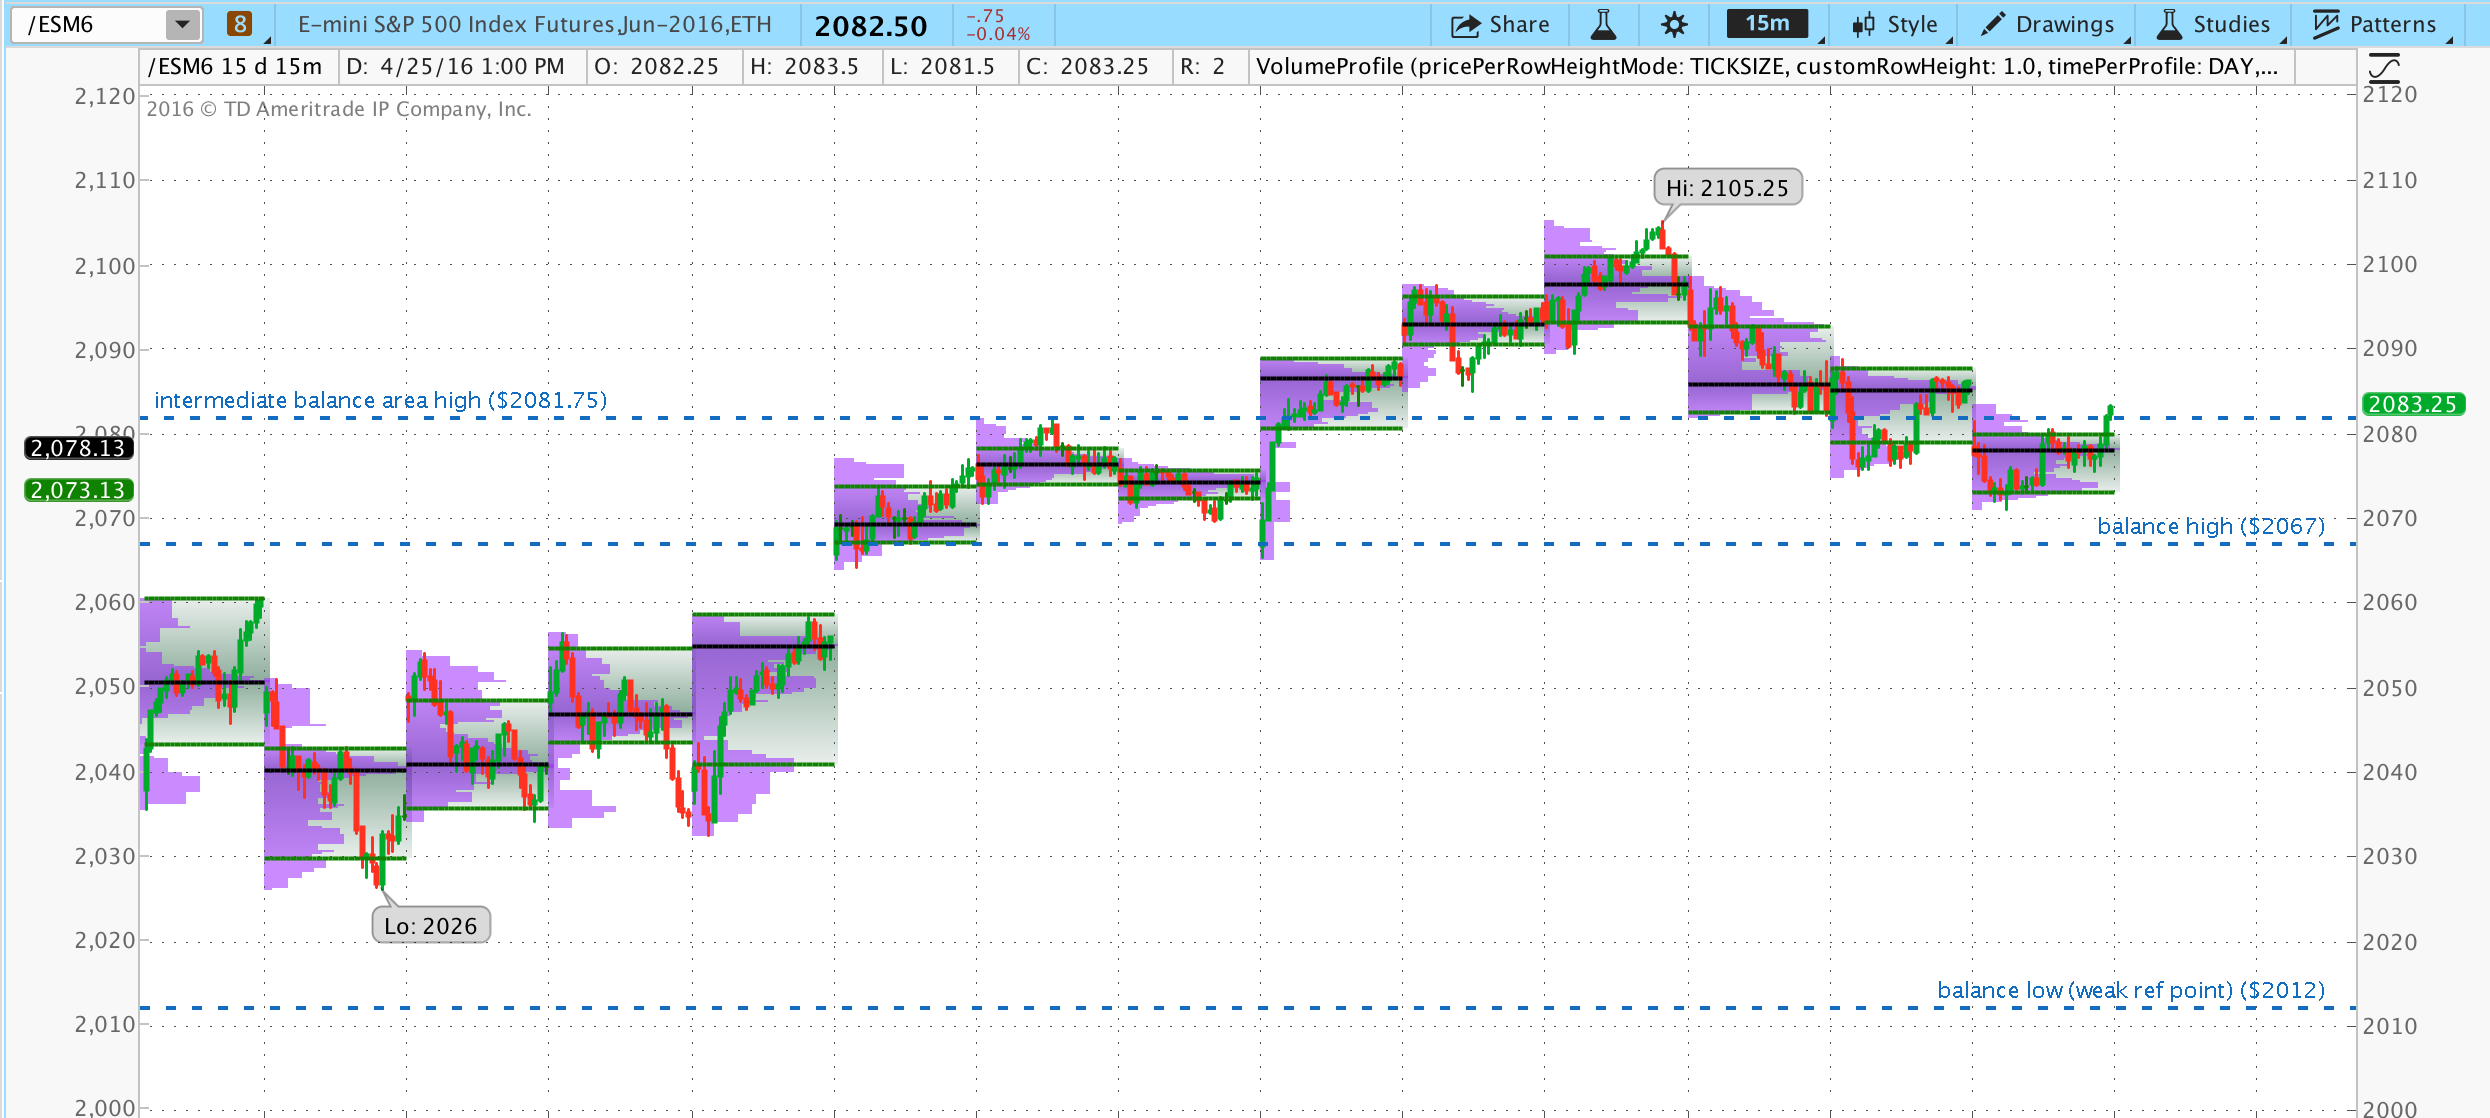 /ESM6 8 E-mini S&P 500 Index Futures,Jun-2016,ETH 2082.50 -.75 -0.04% Share 15m Style Drawings Studies Patterns
/ESM6 15 d 15m D: 4/25/16 1:00 PM O: 2082.25 H: 2083.5 L: 2081.5 C: 2083.25 R: 2 VolumeProfile (pricePerRowHeightMode: TICKSIZE, customRowHeight: 1.0, timePerProfile: DAY,...
2,120 2120
2016 © TD Ameritrade IP Company, Inc.
2,110 2110
Hi: 2105.25
2,100 2100
2,090 2090
intermediate balance area high ($2081.75) 2083.25
2,080 2080
2,078.13
2,073.13
2,070 2070
balance high ($2067)
2,060 2060
2,050 2050
2,040 2040
2,030 2030
Lo: 2026
2,020 2020
balance low (weak ref point) ($2012)
2,010 2010
2,000 2000